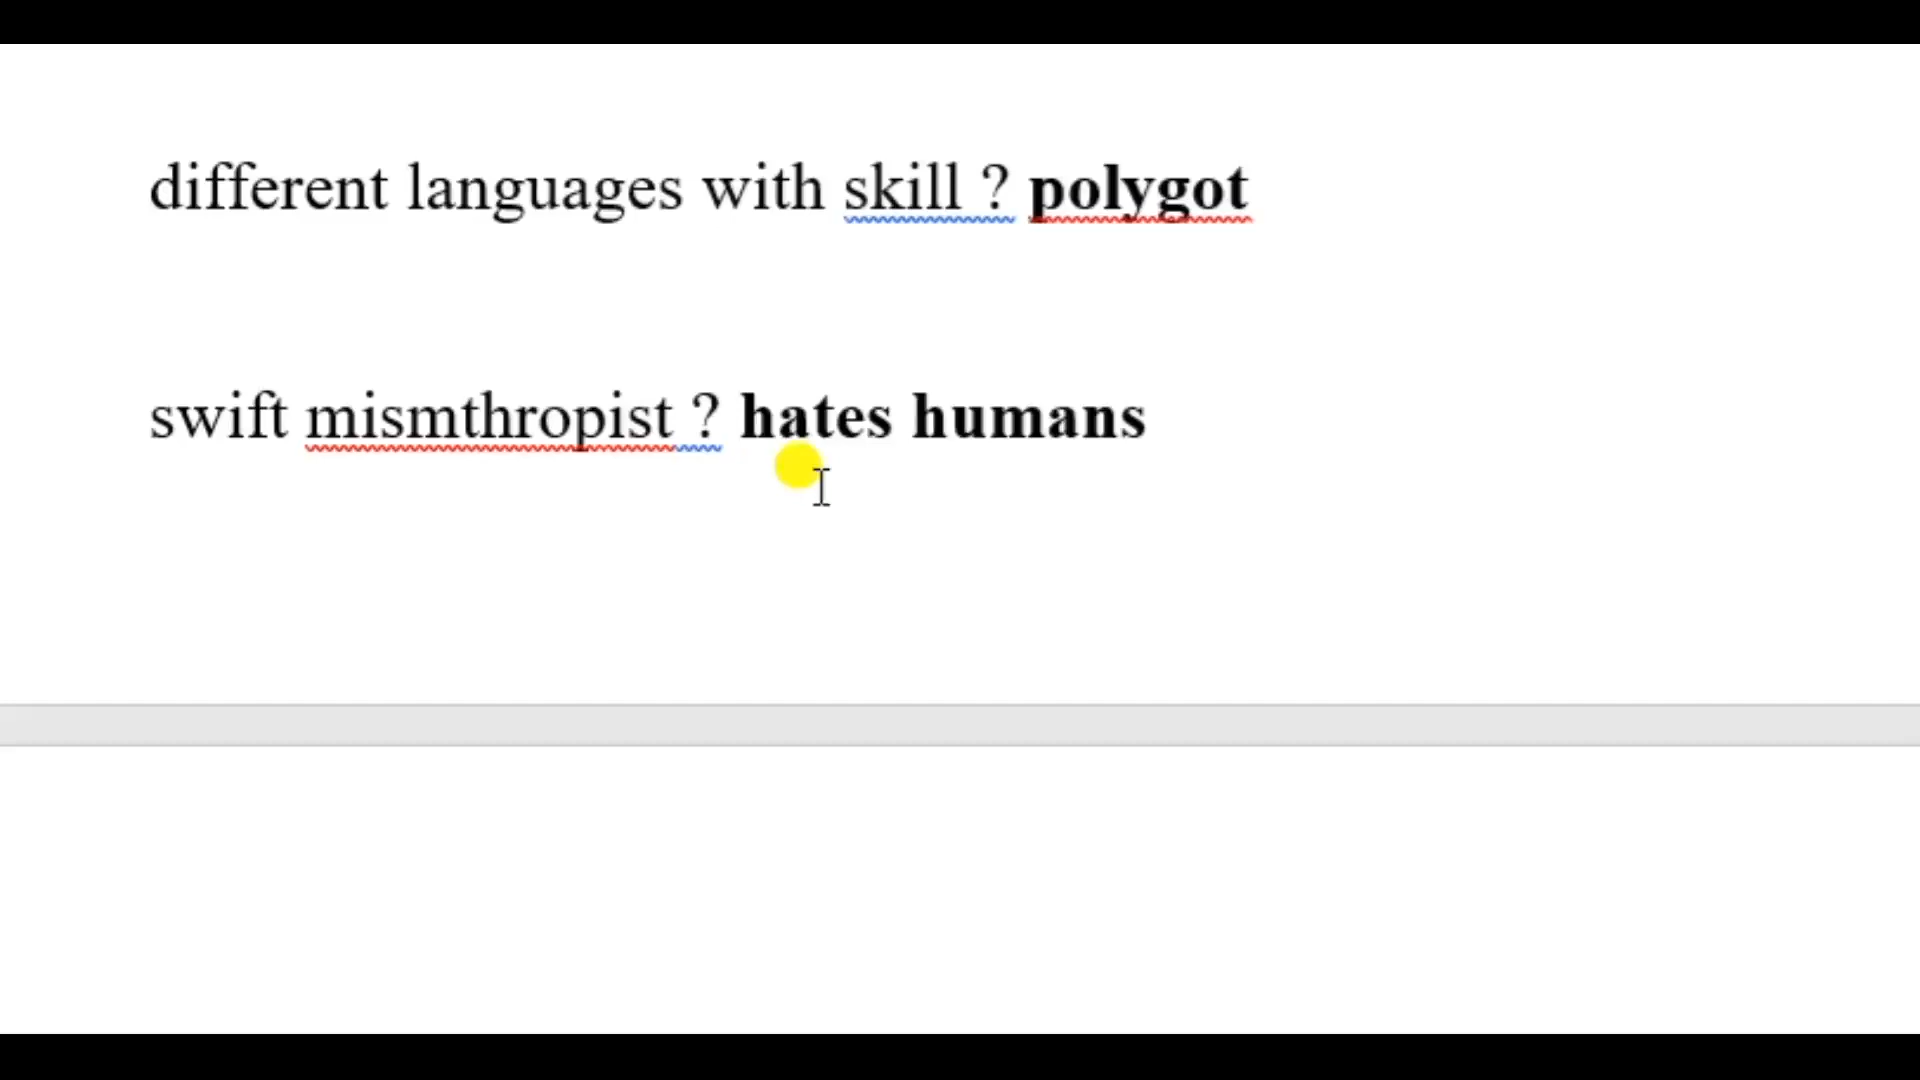 different languages with skill ? polygot
swift mismthropist ? hates humans